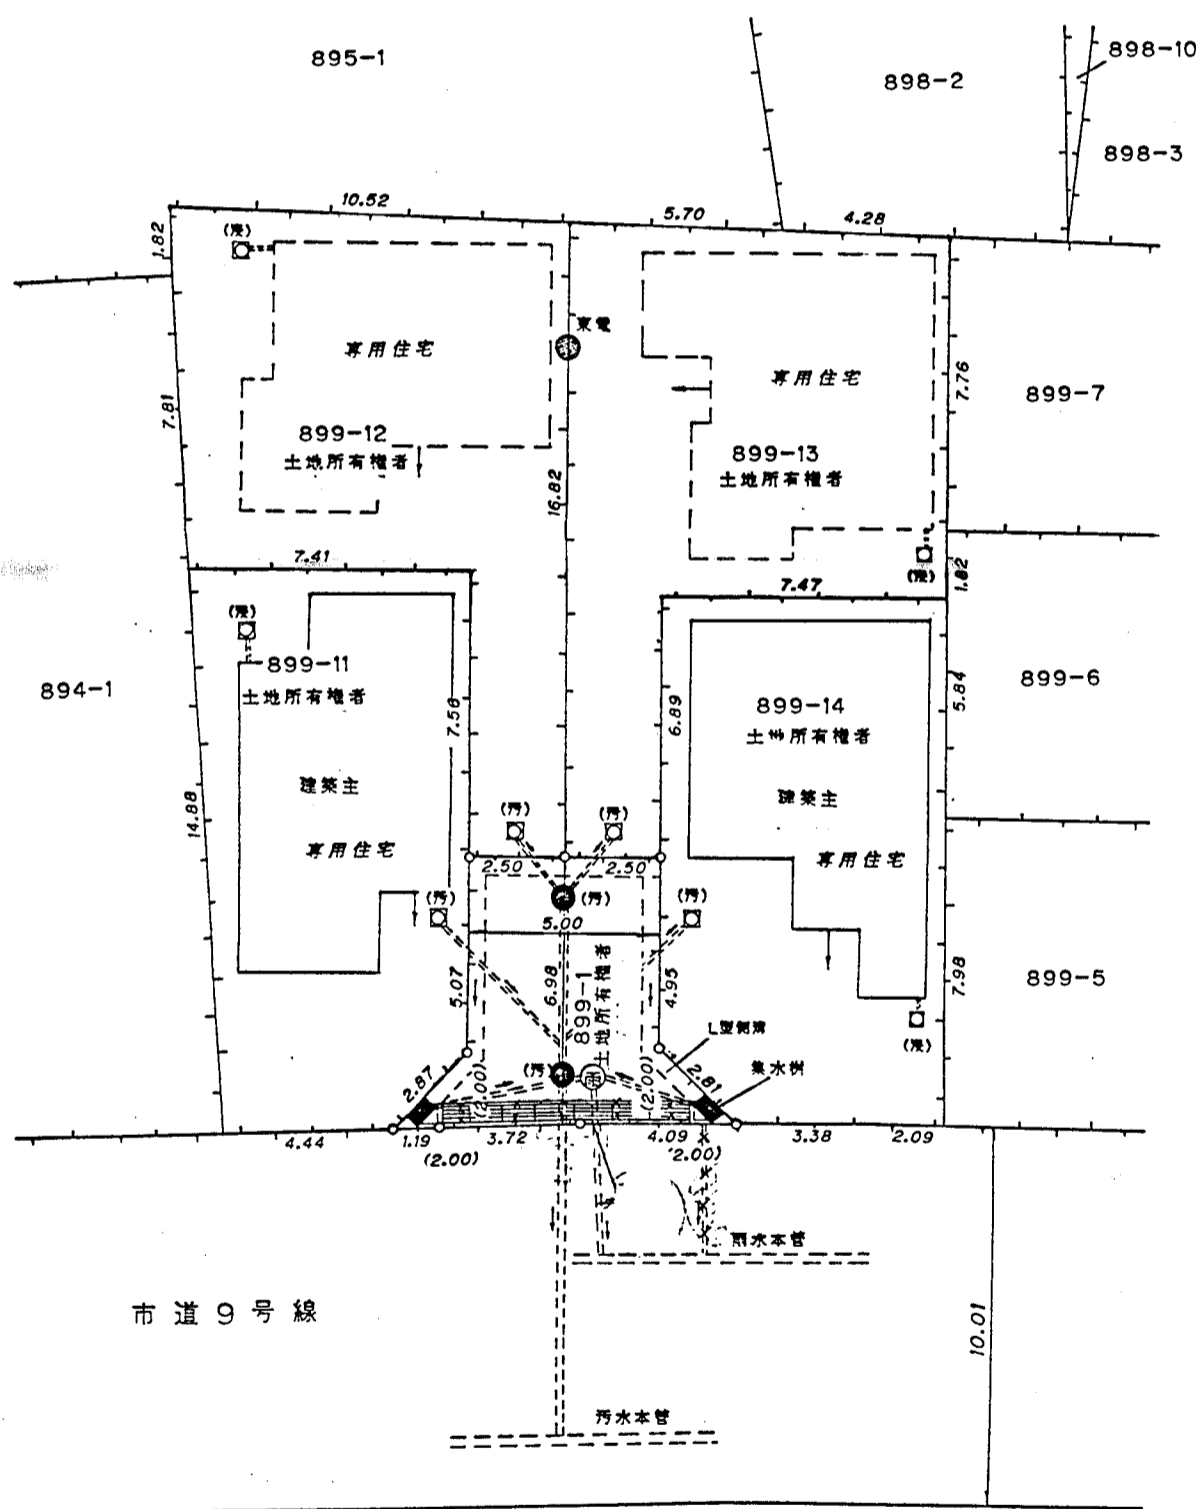 895-1
898-2
898-10
898-3
10.52
5.70
4.28
1.82
(浸)
東電
専用住宅
専用住宅
7.76
899-7
7.81
899-12
土地所有権者
899-13
土地所有権者
16.82
7.41
(浸)
7.47
1.82
(浸)
899-11
土地所有権者
894-1
7.56
6.89
899-14
土地所有権者
5.84
899-6
建築主
建築主
14.88
専用住宅
専用住宅
(汚)
(汚)
2.50
2.50
(汚)
(汚)
(汚)
5.00
5.07
6.98
899-1
土地所有権者
4.95
7.98
899-5
L型側溝
(浸)
集水桝
(汚)
雨
2.87
(2.00)
(2.00)
2.81
4.44
1.19
3.72
4.09
3.38
2.09
(2.00)
(2.00)
雨水本管
市道9号線
10.01
汚水本管